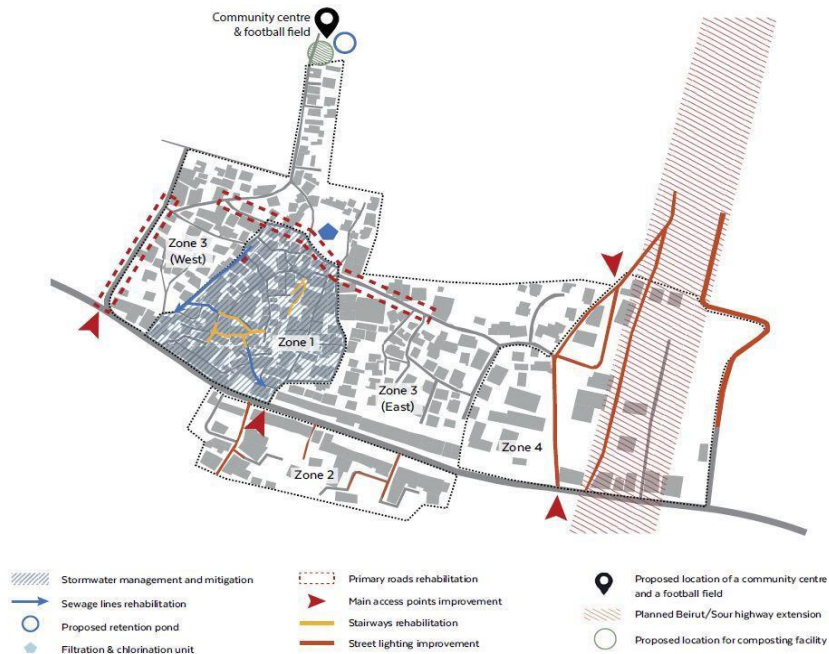 Community centre
& football field
Zone 3
(West)
Zone 1
Zone 3
(East)
Zone 4
Zone 2
Stormwater management and mitigation
Sewage lines rehabilitation
Proposed retention pond
Filtration & chlorination unit
Primary roads rehabilitation
Main access points improvement
Stairways rehabilitation
Street lighting improvement
Proposed location of a community centre
and a football field
Planned Beirut/Sour highway extension
Proposed location for composting facility